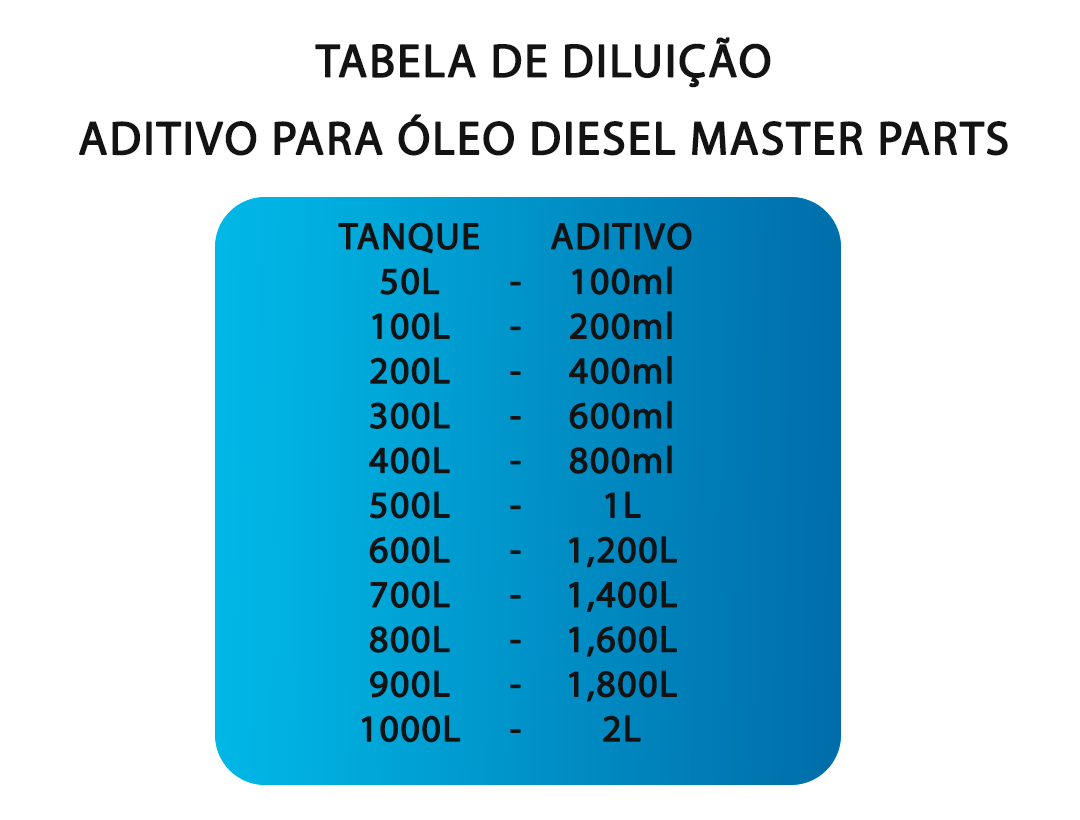 TABELA DE DILUIÇÃO
ADITIVO PARA ÓLEO DIESEL MASTER PARTS
TANQUE ADITIVO
50L - 100ml
100L - 200ml
200L - 400ml
300L - 600ml
400L - 800ml
500L - 1L
600L - 1,200L
700L - 1,400L
800L - 1,600L
900L - 1,800L
1000L - 2L